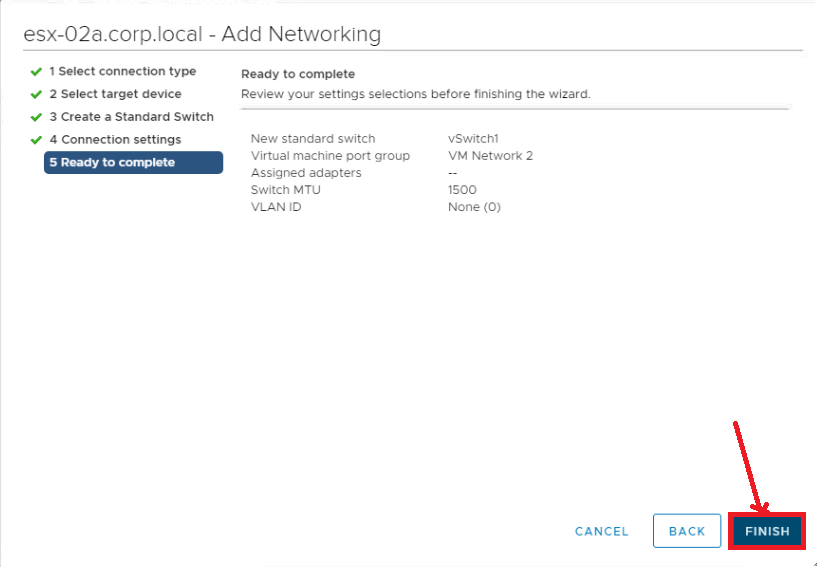 esx-02a.corp.local - Add Networking
1 Select connection type
2 Select target device
3 Create a Standard Switch
4 Connection settings
5 Ready to complete
Ready to complete
Review your settings selections before finishing the wizard.
New standard switch vSwitch1
Virtual machine port group VM Network 2
Assigned adapters --
Switch MTU 1500
VLAN ID None (0)
CANCEL BACK FINISH